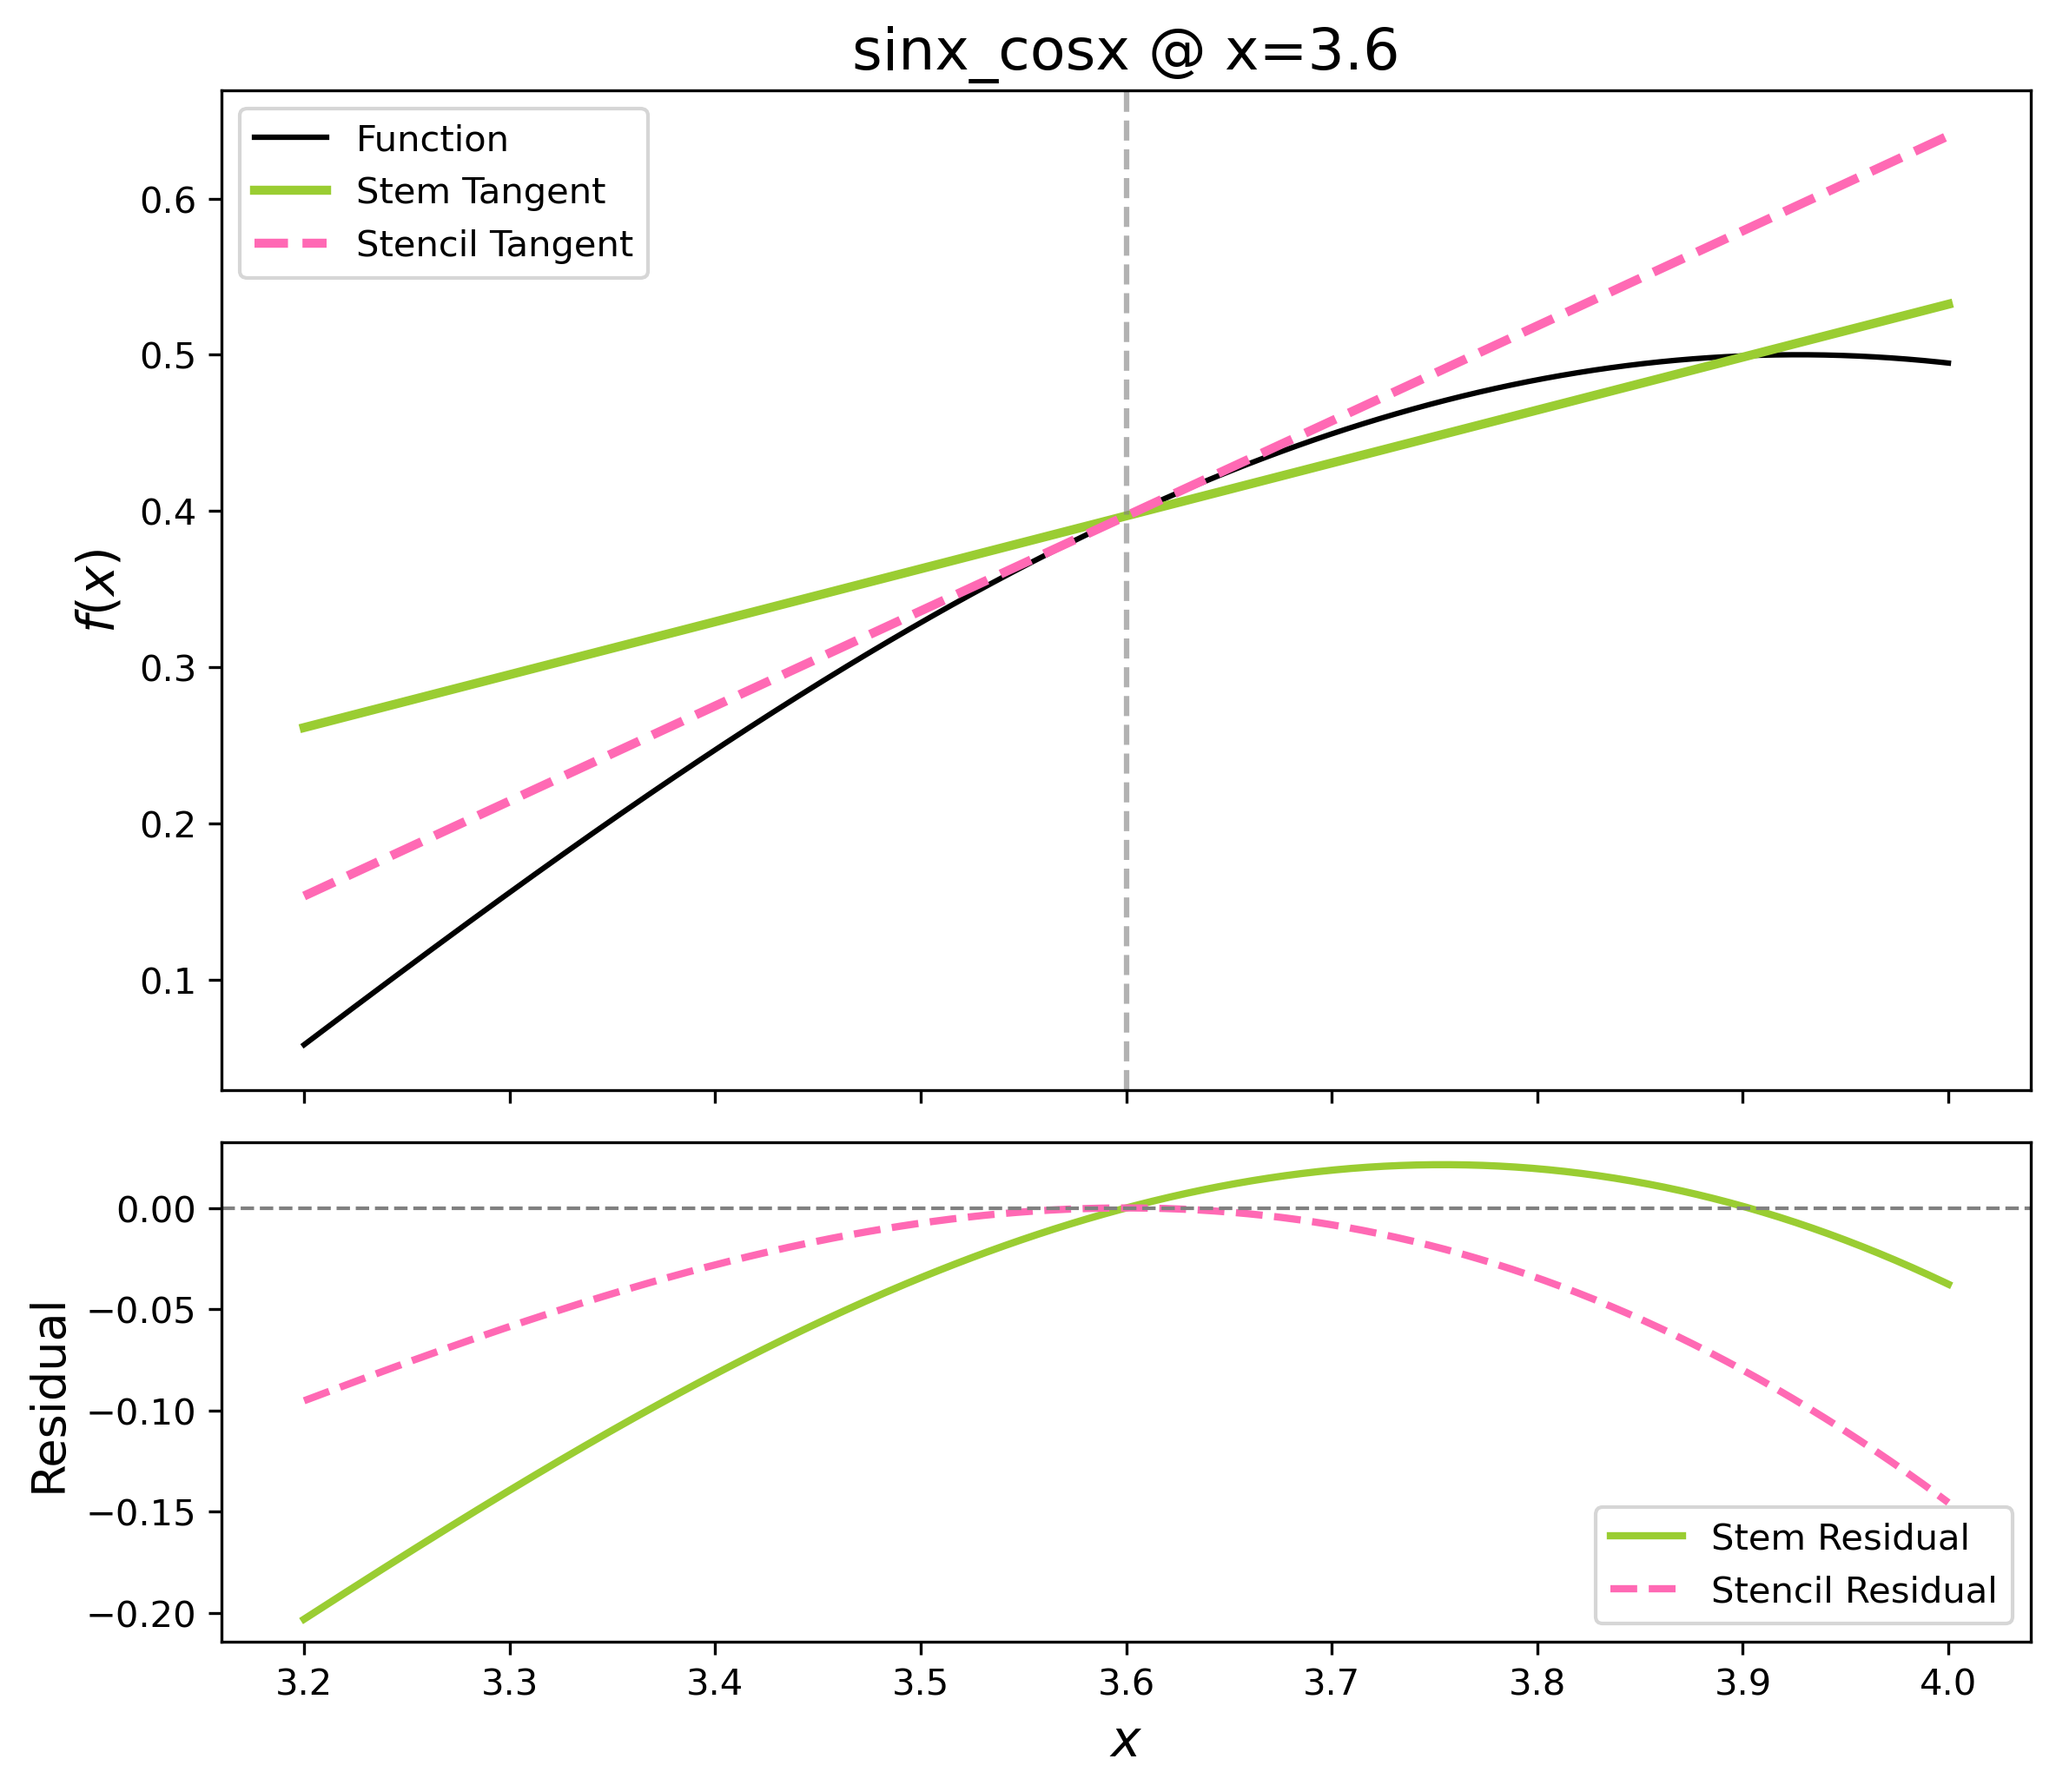 sinx_cosx @ x=3.6
Function
Stem Tangent
Stencil Tangent
f(x)
0.6
0.5
0.4
0.3
0.2
0.1
Residual
0.00
−0.05
−0.10
−0.15
−0.20
Stem Residual
Stencil Residual
3.2 3.3 3.4 3.5 3.6 3.7 3.8 3.9 4.0
x